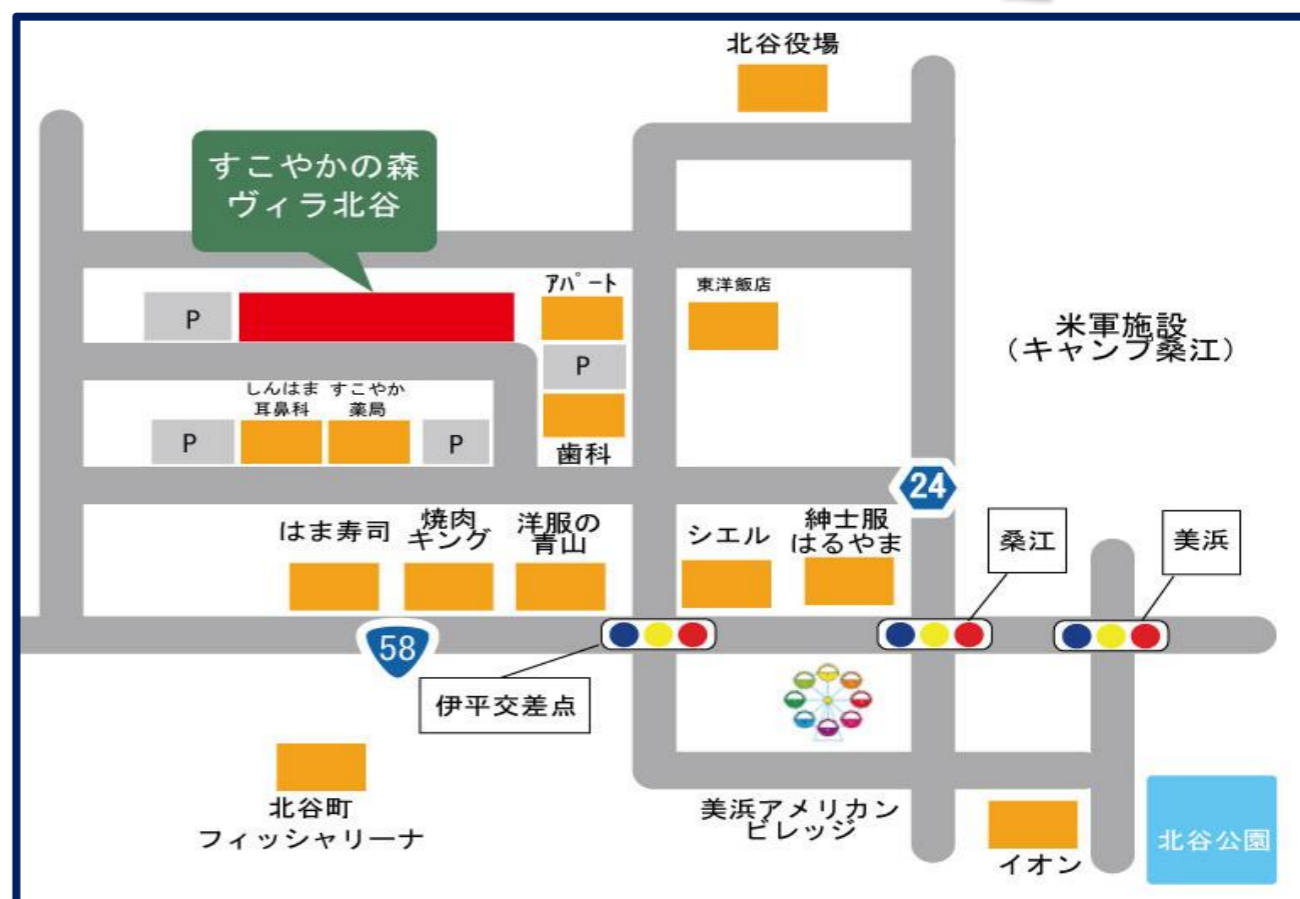 北谷役場
すこやかの森
ヴィラ北谷
アパート
東洋飯店
P
P
米軍施設
(キャンプ桑江)
しんはま
耳鼻科
すこやか
薬局
P
P
歯科
24
はま寿司
焼肉
キング
洋服の
青山
シエル
紳士服
はるやま
桑江
美浜
58
伊平交差点
北谷町
フィッシャリーナ
美浜アメリカン
ビレッジ
イオン
北谷公園